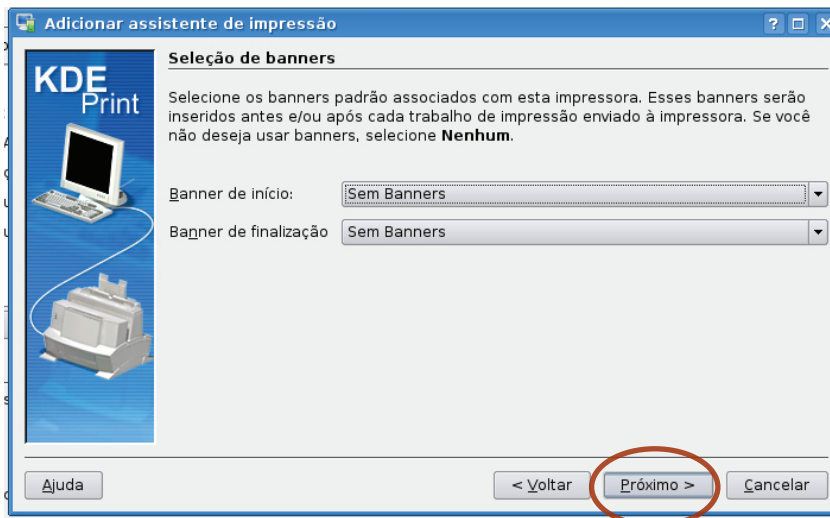 Adicionar assistente de impressão
KDE
Print
Seleção de banners
Selecione os banners padrão associados com esta impressora. Esses banners serão
inseridos antes e/ou após cada trabalho de impressão enviado à impressora. Se você
não deseja usar banners, selecione Nenhum.
Banner de início: Sem Banners
Banner de finalização Sem Banners
Ajuda < Voltar Próximo > Cancelar